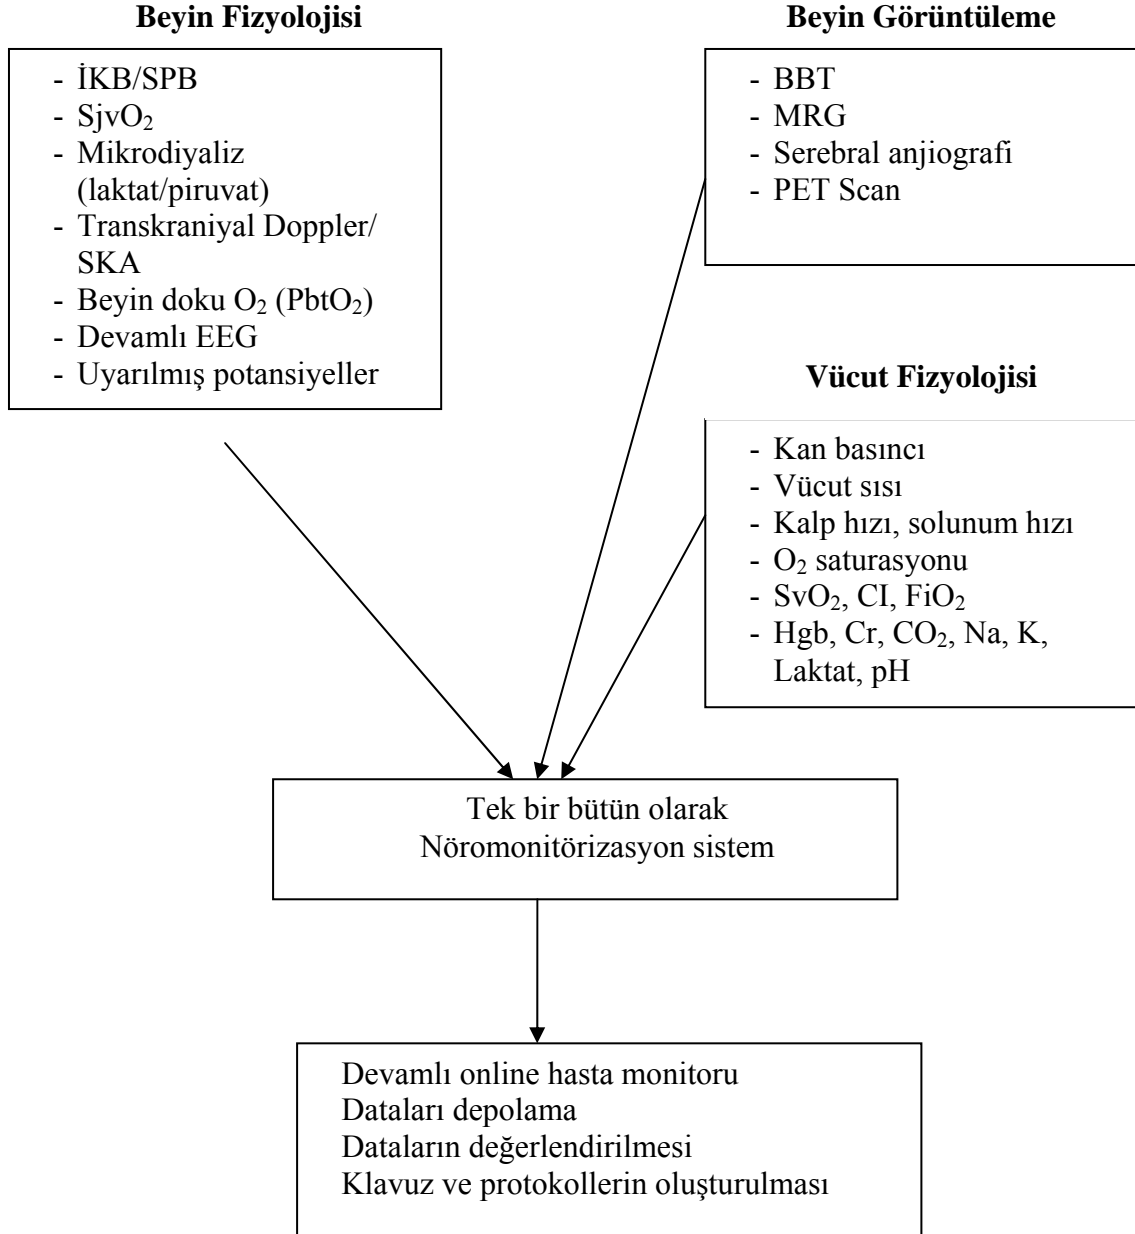 Beyin Fizyolojisi
- İKB/SPB
- SjvO₂
- Mikrodiyaliz
(laktat/piruvat)
- Transkraniyal Doppler/
SKA
- Beyin doku O₂ (PbtO₂)
- Devamlı EEG
- Uyarılmış potansiyeller
Beyin Görüntüleme
- BBT
- MRG
- Serebral anjiografi
- PET Scan
Vücut Fizyolojisi
- Kan basıncı
- Vücut sısı
- Kalp hızı, solunum hızı
- O₂ saturasyonu
- SvO₂, CI, FiO₂
- Hgb, Cr, CO₂, Na, K,
Laktat, pH
Tek bir bütün olarak
Nöromonitörizasyon sistem
Devamlı online hasta monitoru
Dataları depolama
Dataların değerlendirilmesi
Klavuz ve protokollerin oluşturulması